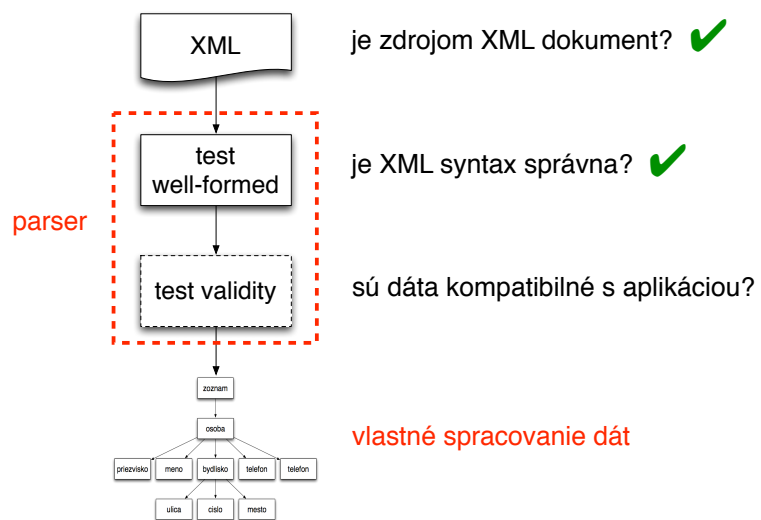 XML
je zdrojom XML dokument?
test
well-formed
je XML syntax správna?
parser
test validity
sú dáta kompatibilné s aplikáciou?
zoznam
osoba
vlastné spracovanie dát
priezvisko meno bydlisko telefon telefon
ulica cislo mesto